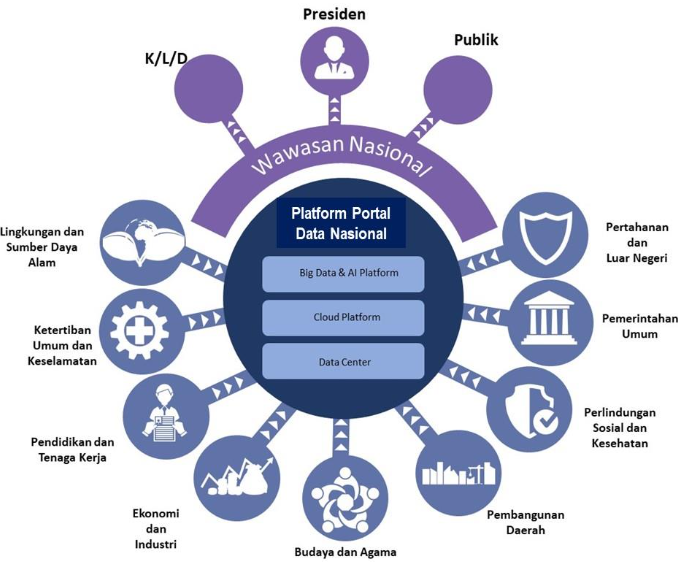 Presiden
K/L/D
Publik
Wawasan Nasional
Platform Portal
Data Nasional
Big Data & AI Platform
Cloud Platform
Data Center
Lingkungan dan
Sumber Daya
Alam
Pertahanan
dan
Luar Negeri
Ketertiban
Umum dan
Keselamatan
Pemerintahan
Umum
Pendidikan dan
Tenaga Kerja
Perlindungan
Sosial dan
Kesehatan
Ekonomi
dan
Industri
Budaya dan Agama
Pembangunan
Daerah